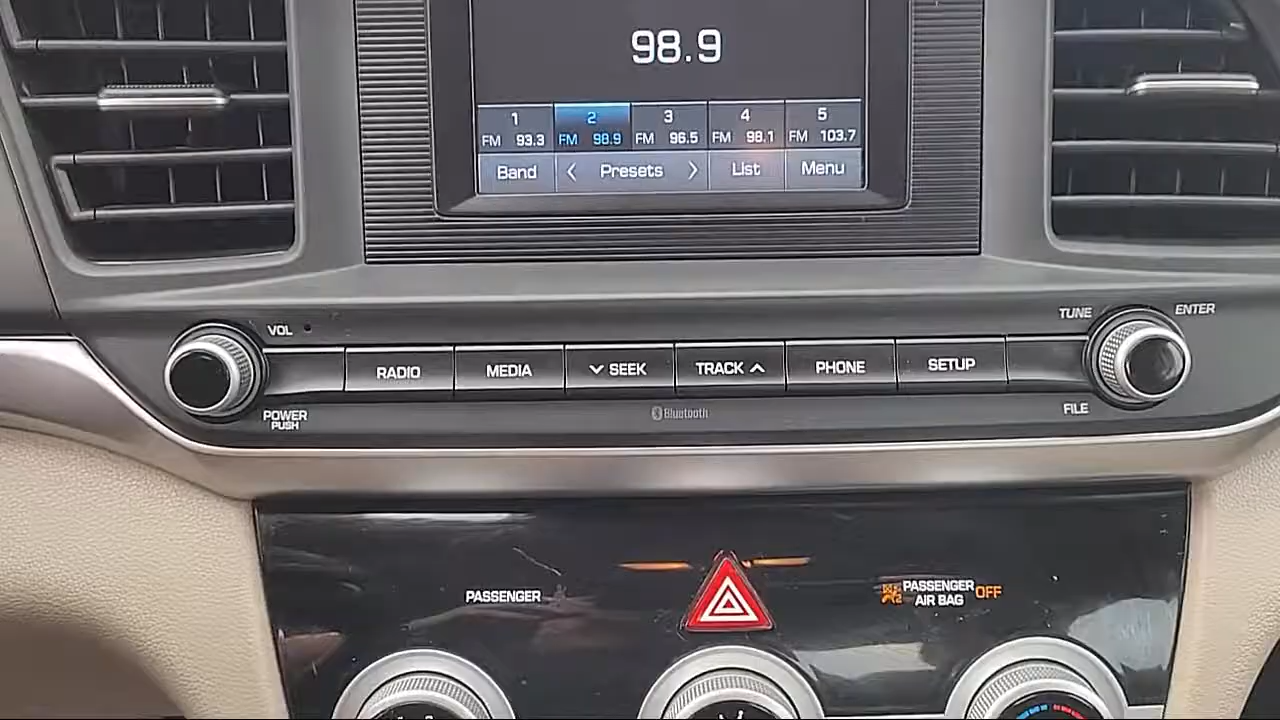 98.9
1 2 3 4 5
FM 93.3 FM 98.9 FM 96.5 FM 98.1 FM 103.7
Band < Presets > List Menu
VOL TUNE ENTER
RADIO MEDIA SEEK TRACK PHONE SETUP
POWER
PUSH
FILE
Bluetooth
PASSENGER
PASSENGER
AIR BAG OFF
2